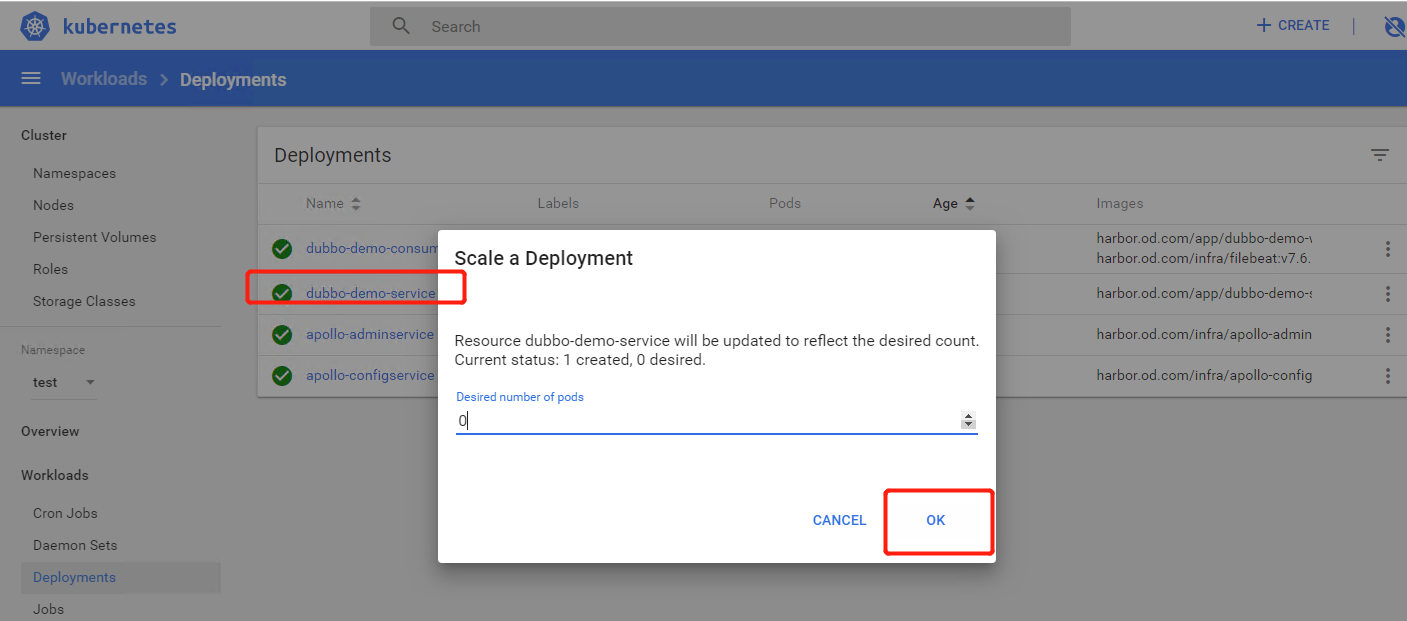 kubernetes
Search
CREATE
Workloads
Deployments
Cluster
Namespaces
Nodes
Persistent Volumes
Roles
Storage Classes
Namespace
test
Overview
Workloads
Cron Jobs
Daemon Sets
Deployments
Jobs
Deployments
Name Labels Pods Age Images
dubbo-demo-consum
harbor.od.com/app/dubbo-demo-
harbor.od.com/infra/filebeat:v7.6.
dubbo-demo-service
harbor.od.com/app/dubbo-demo-
apollo-adminservice
harbor.od.com/infra/apollo-admin
apollo-configservice
harbor.od.com/infra/apollo-config
Scale a Deployment
Resource dubbo-demo-service will be updated to reflect the desired count.
Current status: 1 created, 0 desired.
Desired number of pods
0
CANCEL
OK